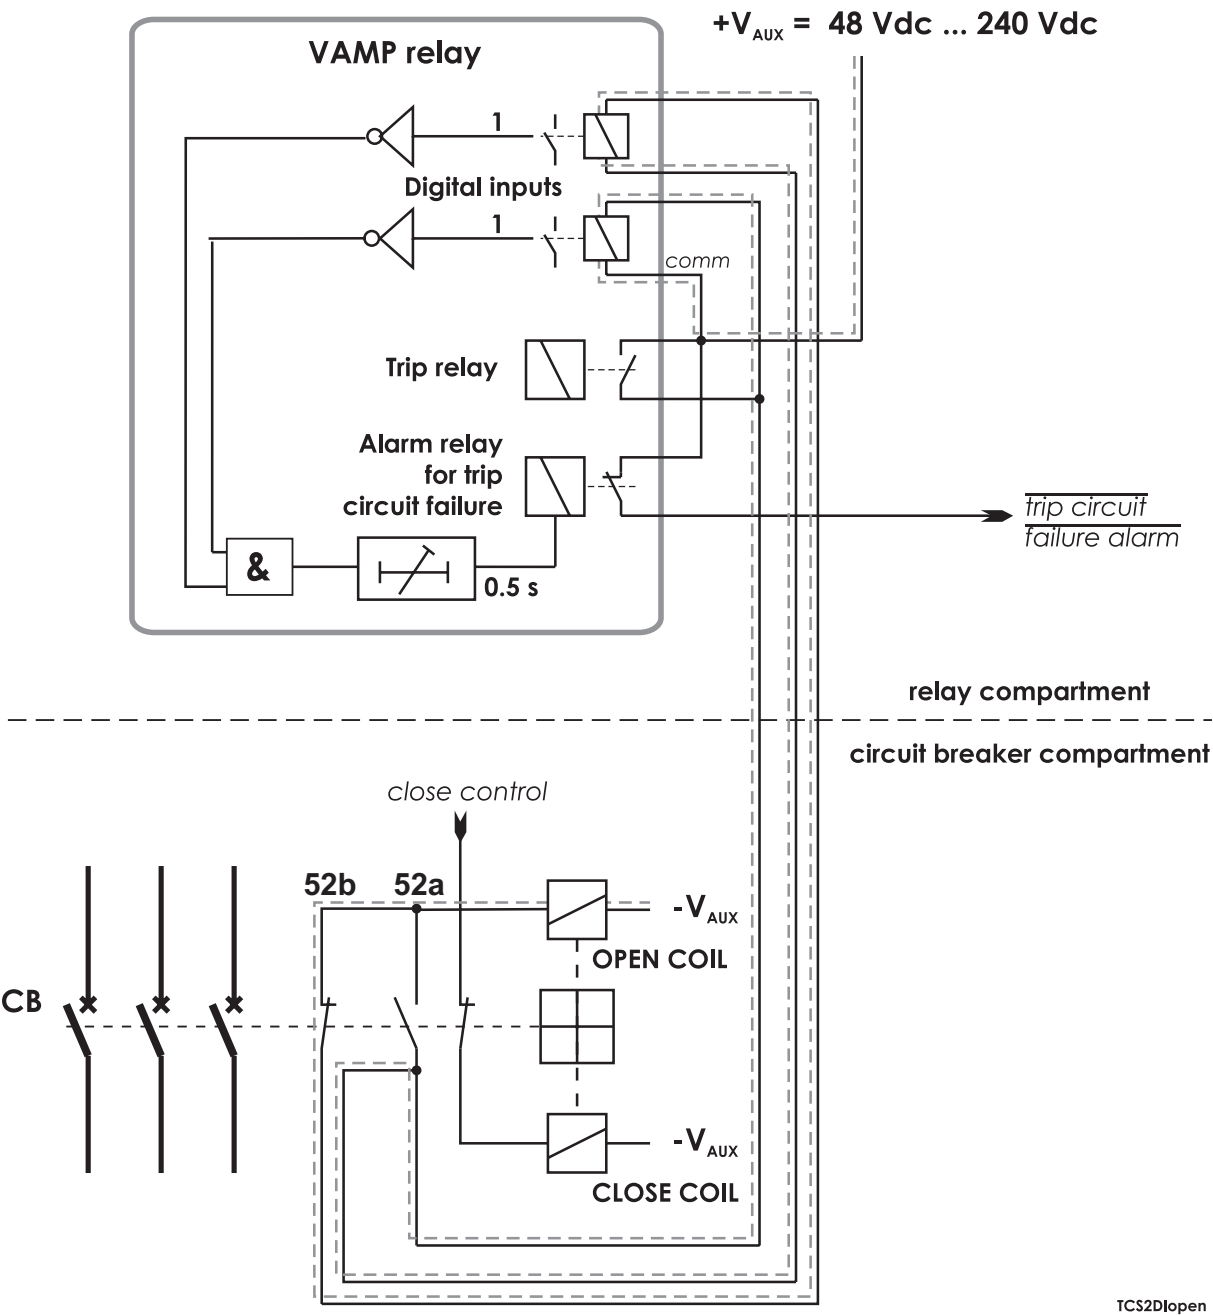 +VAUX = 48 Vdc ... 240 Vdc
VAMP relay
1
Digital inputs
1
comm
Trip relay
Alarm relay
for trip
circuit failure
trip circuit
failure alarm
&
0.5 s
relay compartment
circuit breaker compartment
close control
52b
52a
-VAUX
OPEN COIL
CB
-VAUX
CLOSE COIL
TCS2DIopen